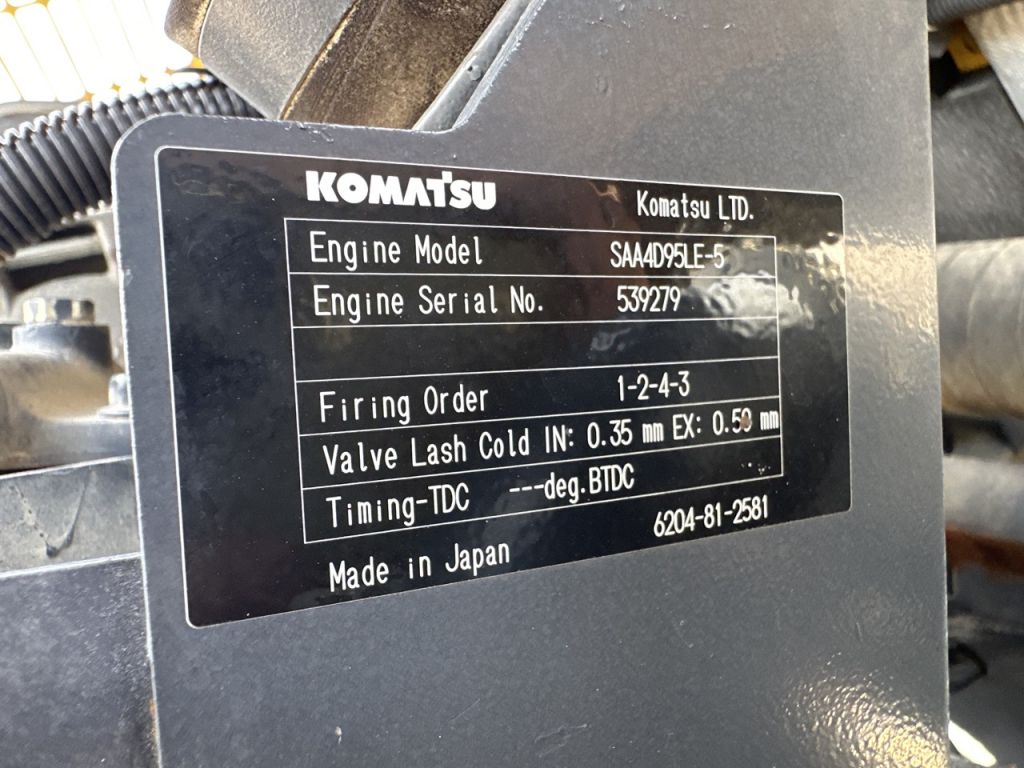 KOMATSU Komatsu LTD.
Engine Model SAA4D95LE-5
Engine Serial No. 539279
Firing Order 1-2-4-3
Valve Lash Cold IN: 0.35 mm EX: 0.50 mm
Timing-TDC ---deg.BTDC
6204-81-2581
Made in Japan